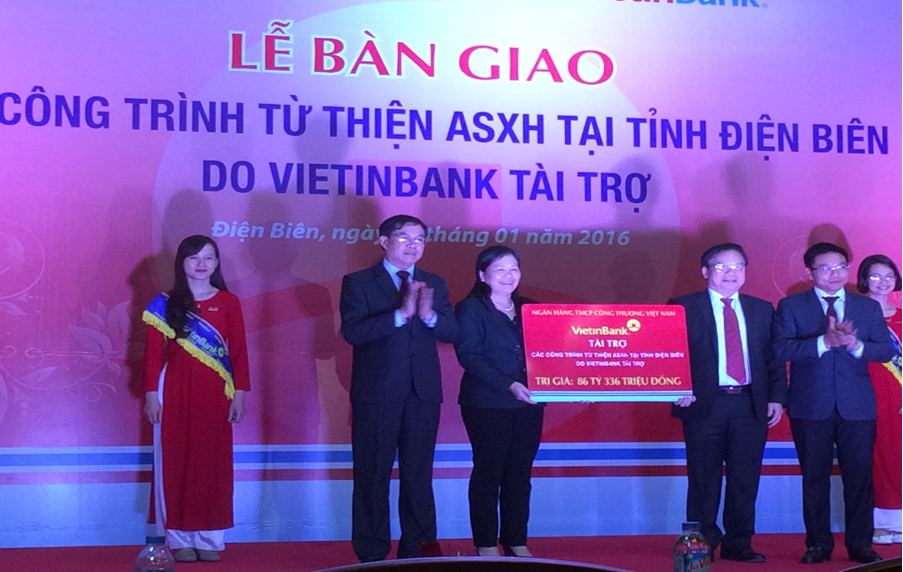 LỄ BÀN GIAO
CÔNG TRÌNH TỪ THIỆN ASXH TẠI TỈNH ĐIỆN BIÊN
DO VIETINBANK TÀI TRỢ
Điện Biên, ngày tháng 01 năm 2016
NGÂN HÀNG TMCP CÔNG THƯƠNG VIỆT NAM
VietinBank
TÀI TRỢ
CÁC CÔNG TRÌNH TỪ THIỆN ASXH TẠI TỈNH ĐIỆN BIÊN
DO VIETINBANK TÀI TRỢ
TRỊ GIÁ: 86 TỶ 336 TRIỆU ĐỒNG